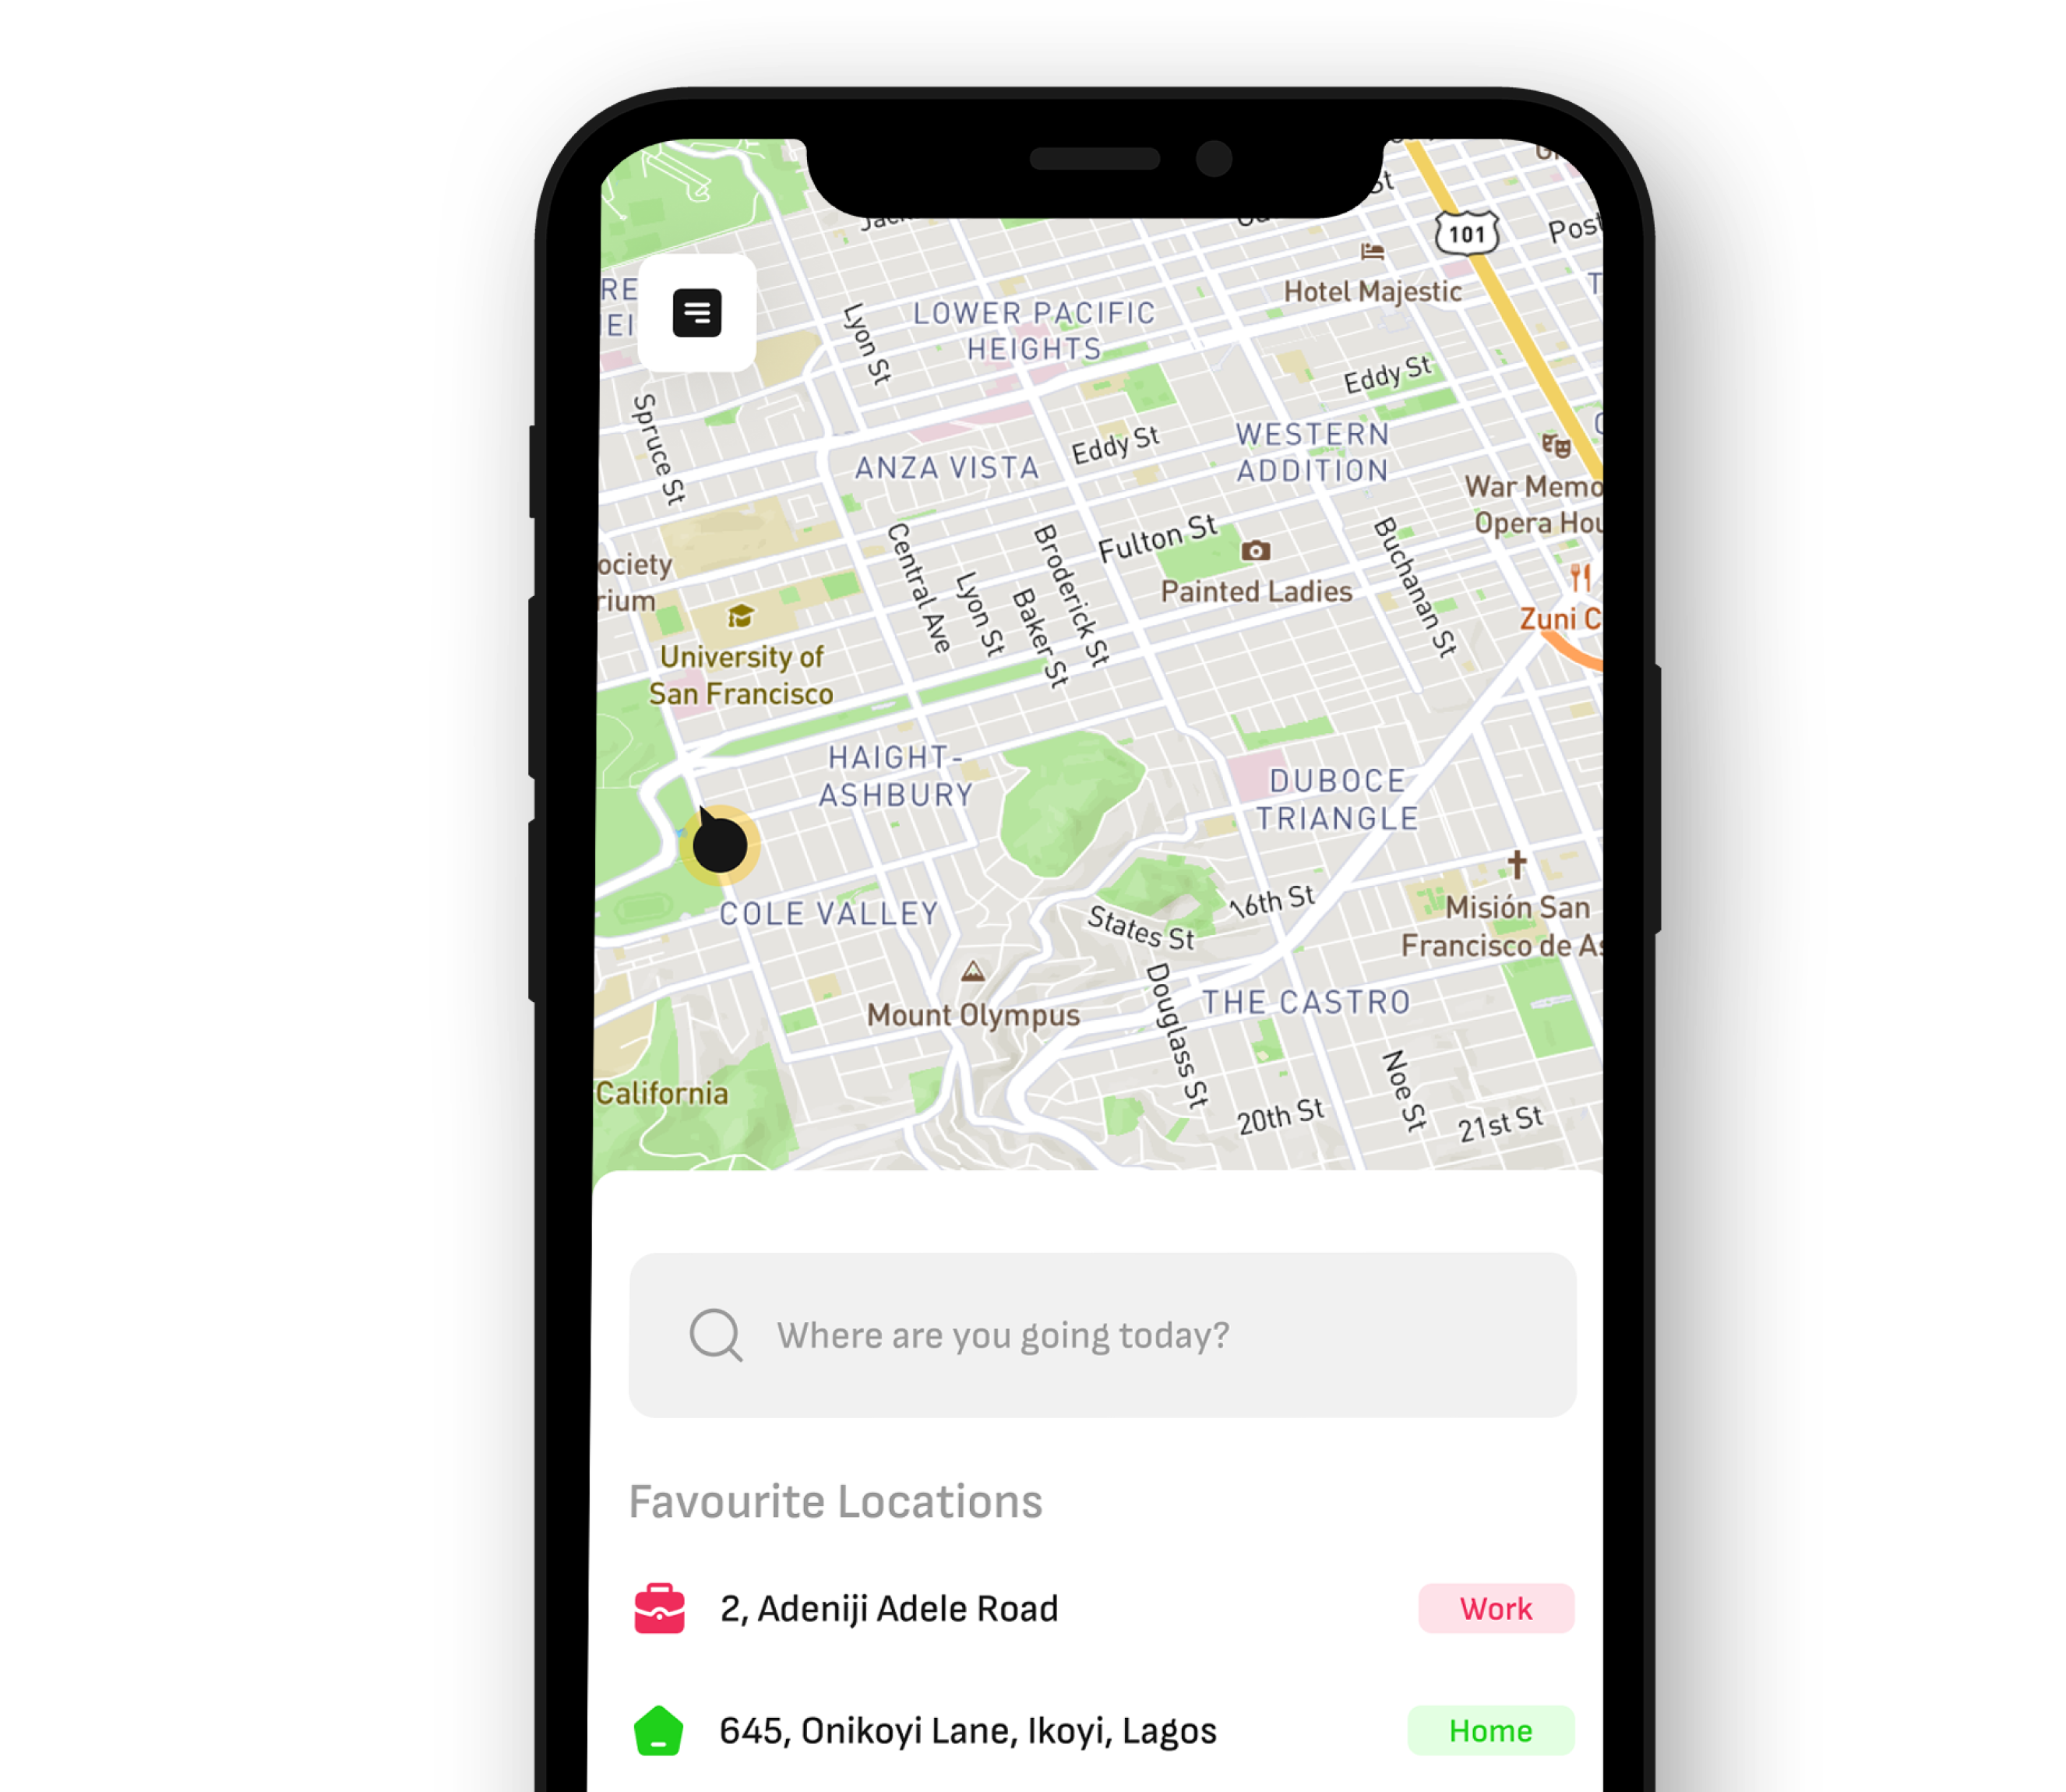 St
101
Post
Hotel Majestic
LOWER PACIFIC
HEIGHTS
Lyon St
Eddy St
Spruce St
Eddy St
WESTERN
ADDITION
ANZA VISTA
War Memo
Opera Hou
Fulton St
Broderick St
Buchanan St
Central Ave
Lyon St
Baker St
ociety
rium
Painted Ladies
Zuni C
University of
San Francisco
HAIGHT-
ASHBURY
DUBOCE
TRIANGLE
COLE VALLEY
16th St
States St
Misión San
Francisco de As
Mount Olympus
Douglass St
THE CASTRO
California
Noe St
20th St
21st St
Where are you going today?
Favourite Locations
2, Adeniji Adele Road
Work
645, Onikoyi Lane, Ikoyi, Lagos
Home